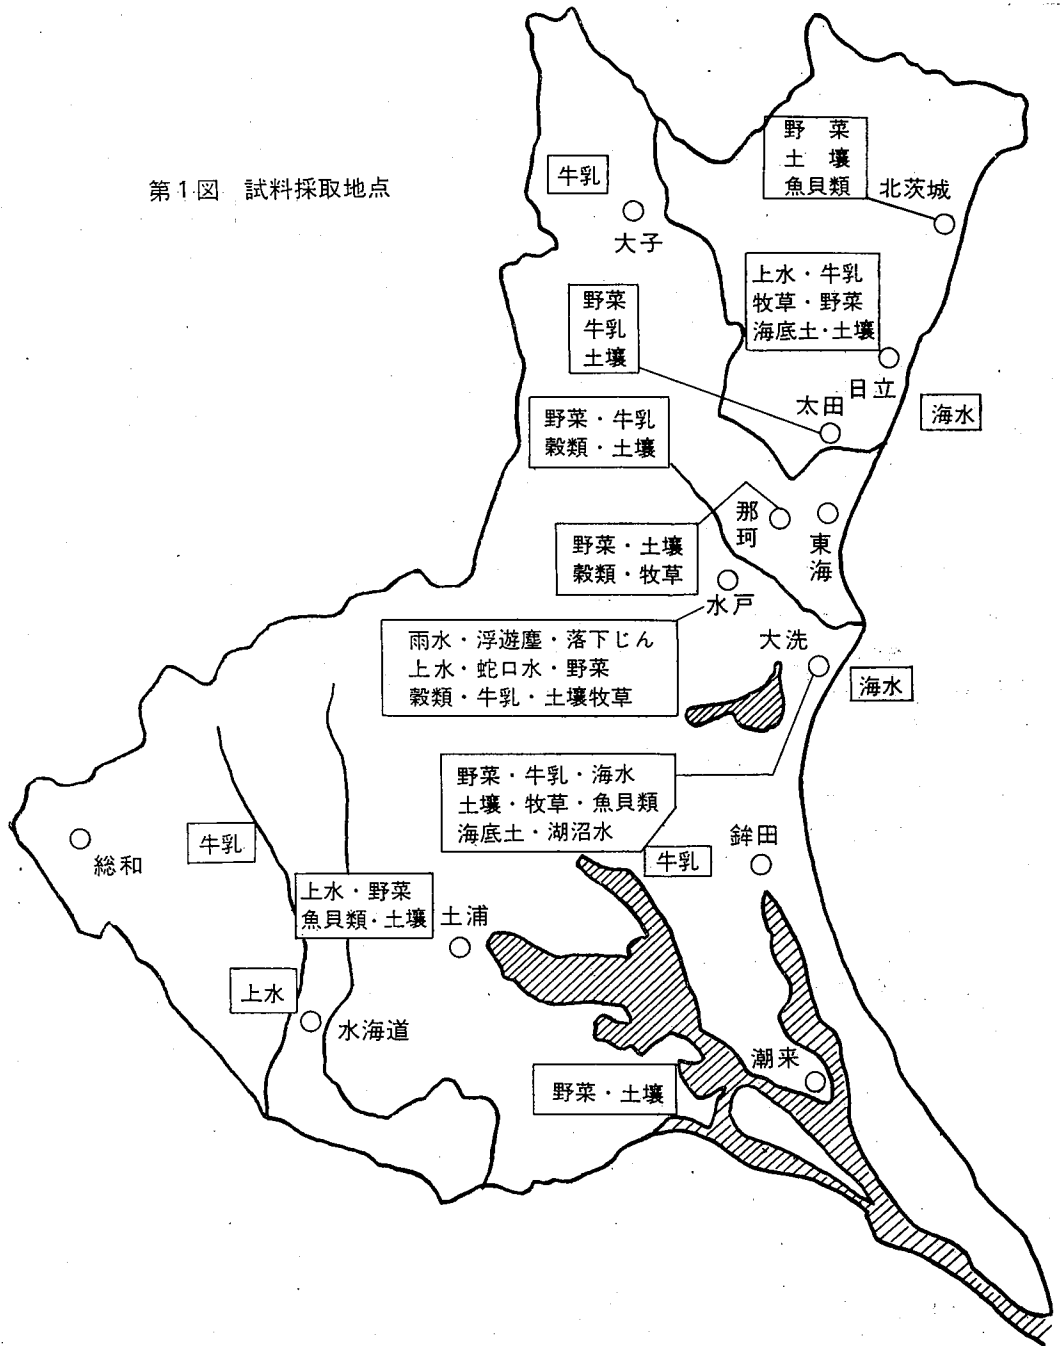 第1図 試料採取地点
野菜
土壌
魚貝類
北茨城
牛乳
大子
上水・牛乳
牧草・野菜
海底土・土壌
日立
野菜
牛乳
土壌
太田
海水
野菜・牛乳
穀類・土壌
那珂
東海
野菜・土壌
穀類・牧草
水戸
雨水・浮遊塵・落下じん
上水・蛇口水・野菜
穀類・牛乳・土壌牧草
大洗
海水
野菜・牛乳・海水
土壌・牧草・魚貝類
海底土・湖沼水
鉾田
牛乳
総和
牛乳
上水・野菜
魚貝類・土壌
土浦
上水
水海道
潮来
野菜・土壌